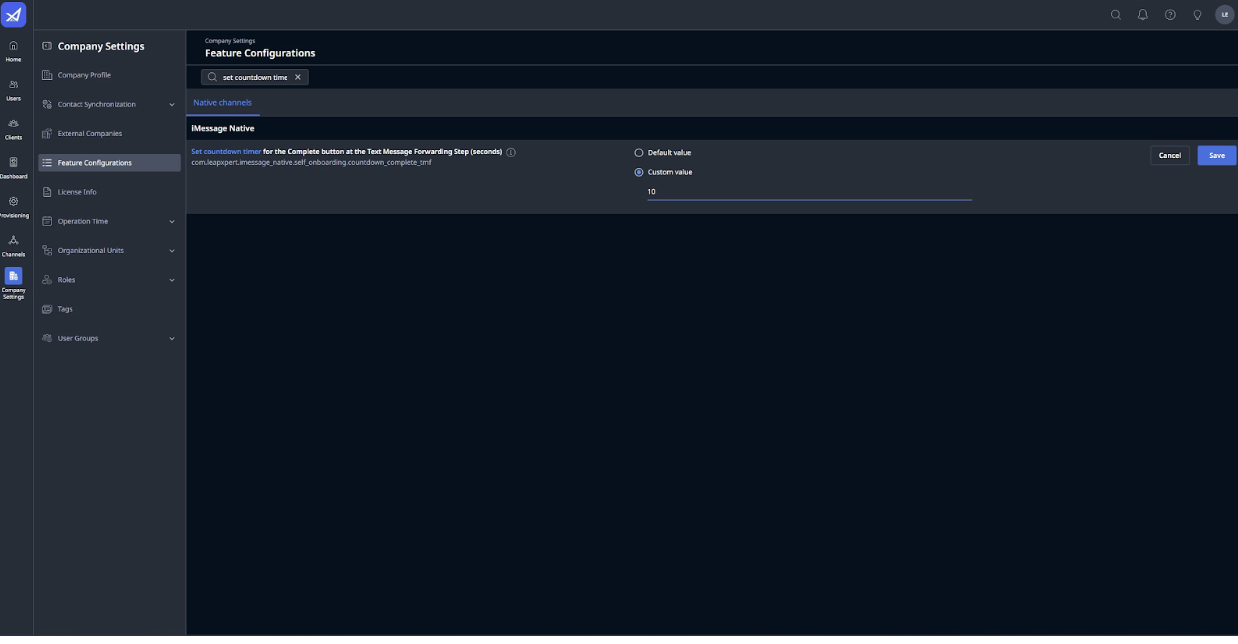 LE
Home
Users
Clients
Dashboard
Provisioning
Channels
Company
Settings
Company Settings
Company Profile
Contact Synchronization
External Companies
Feature Configurations
License Info
Operation Time
Organizational Units
Roles
Tags
User Groups
Company Settings
Feature Configurations
set countdown time
Native channels
iMessage Native
Set countdown timer for the Complete button at the Text Message Forwarding Step (seconds)
com.leapxpert.imessage_native.self_onboarding.countdown_complete_tmf
Default value
Custom value
10
Cancel
Save